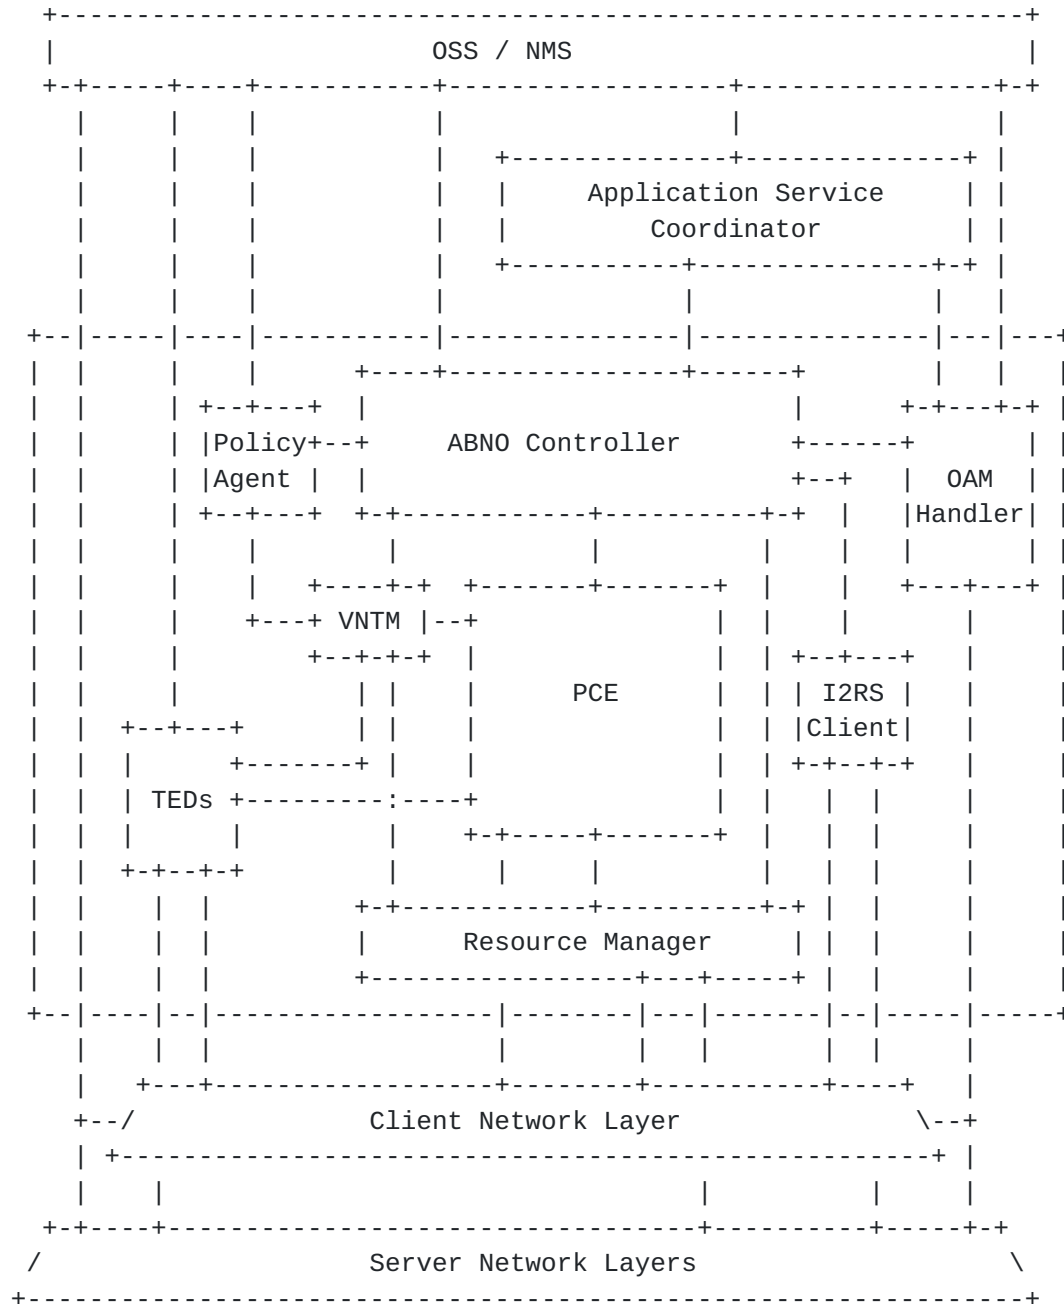 OSS / NMS
Application Service
Coordinator
Policy ABNO Controller
Agent OAM
Handler
VNTM
PCE I2RS
Client
TEDs
Resource Manager
Client Network Layer
Server Network Layers